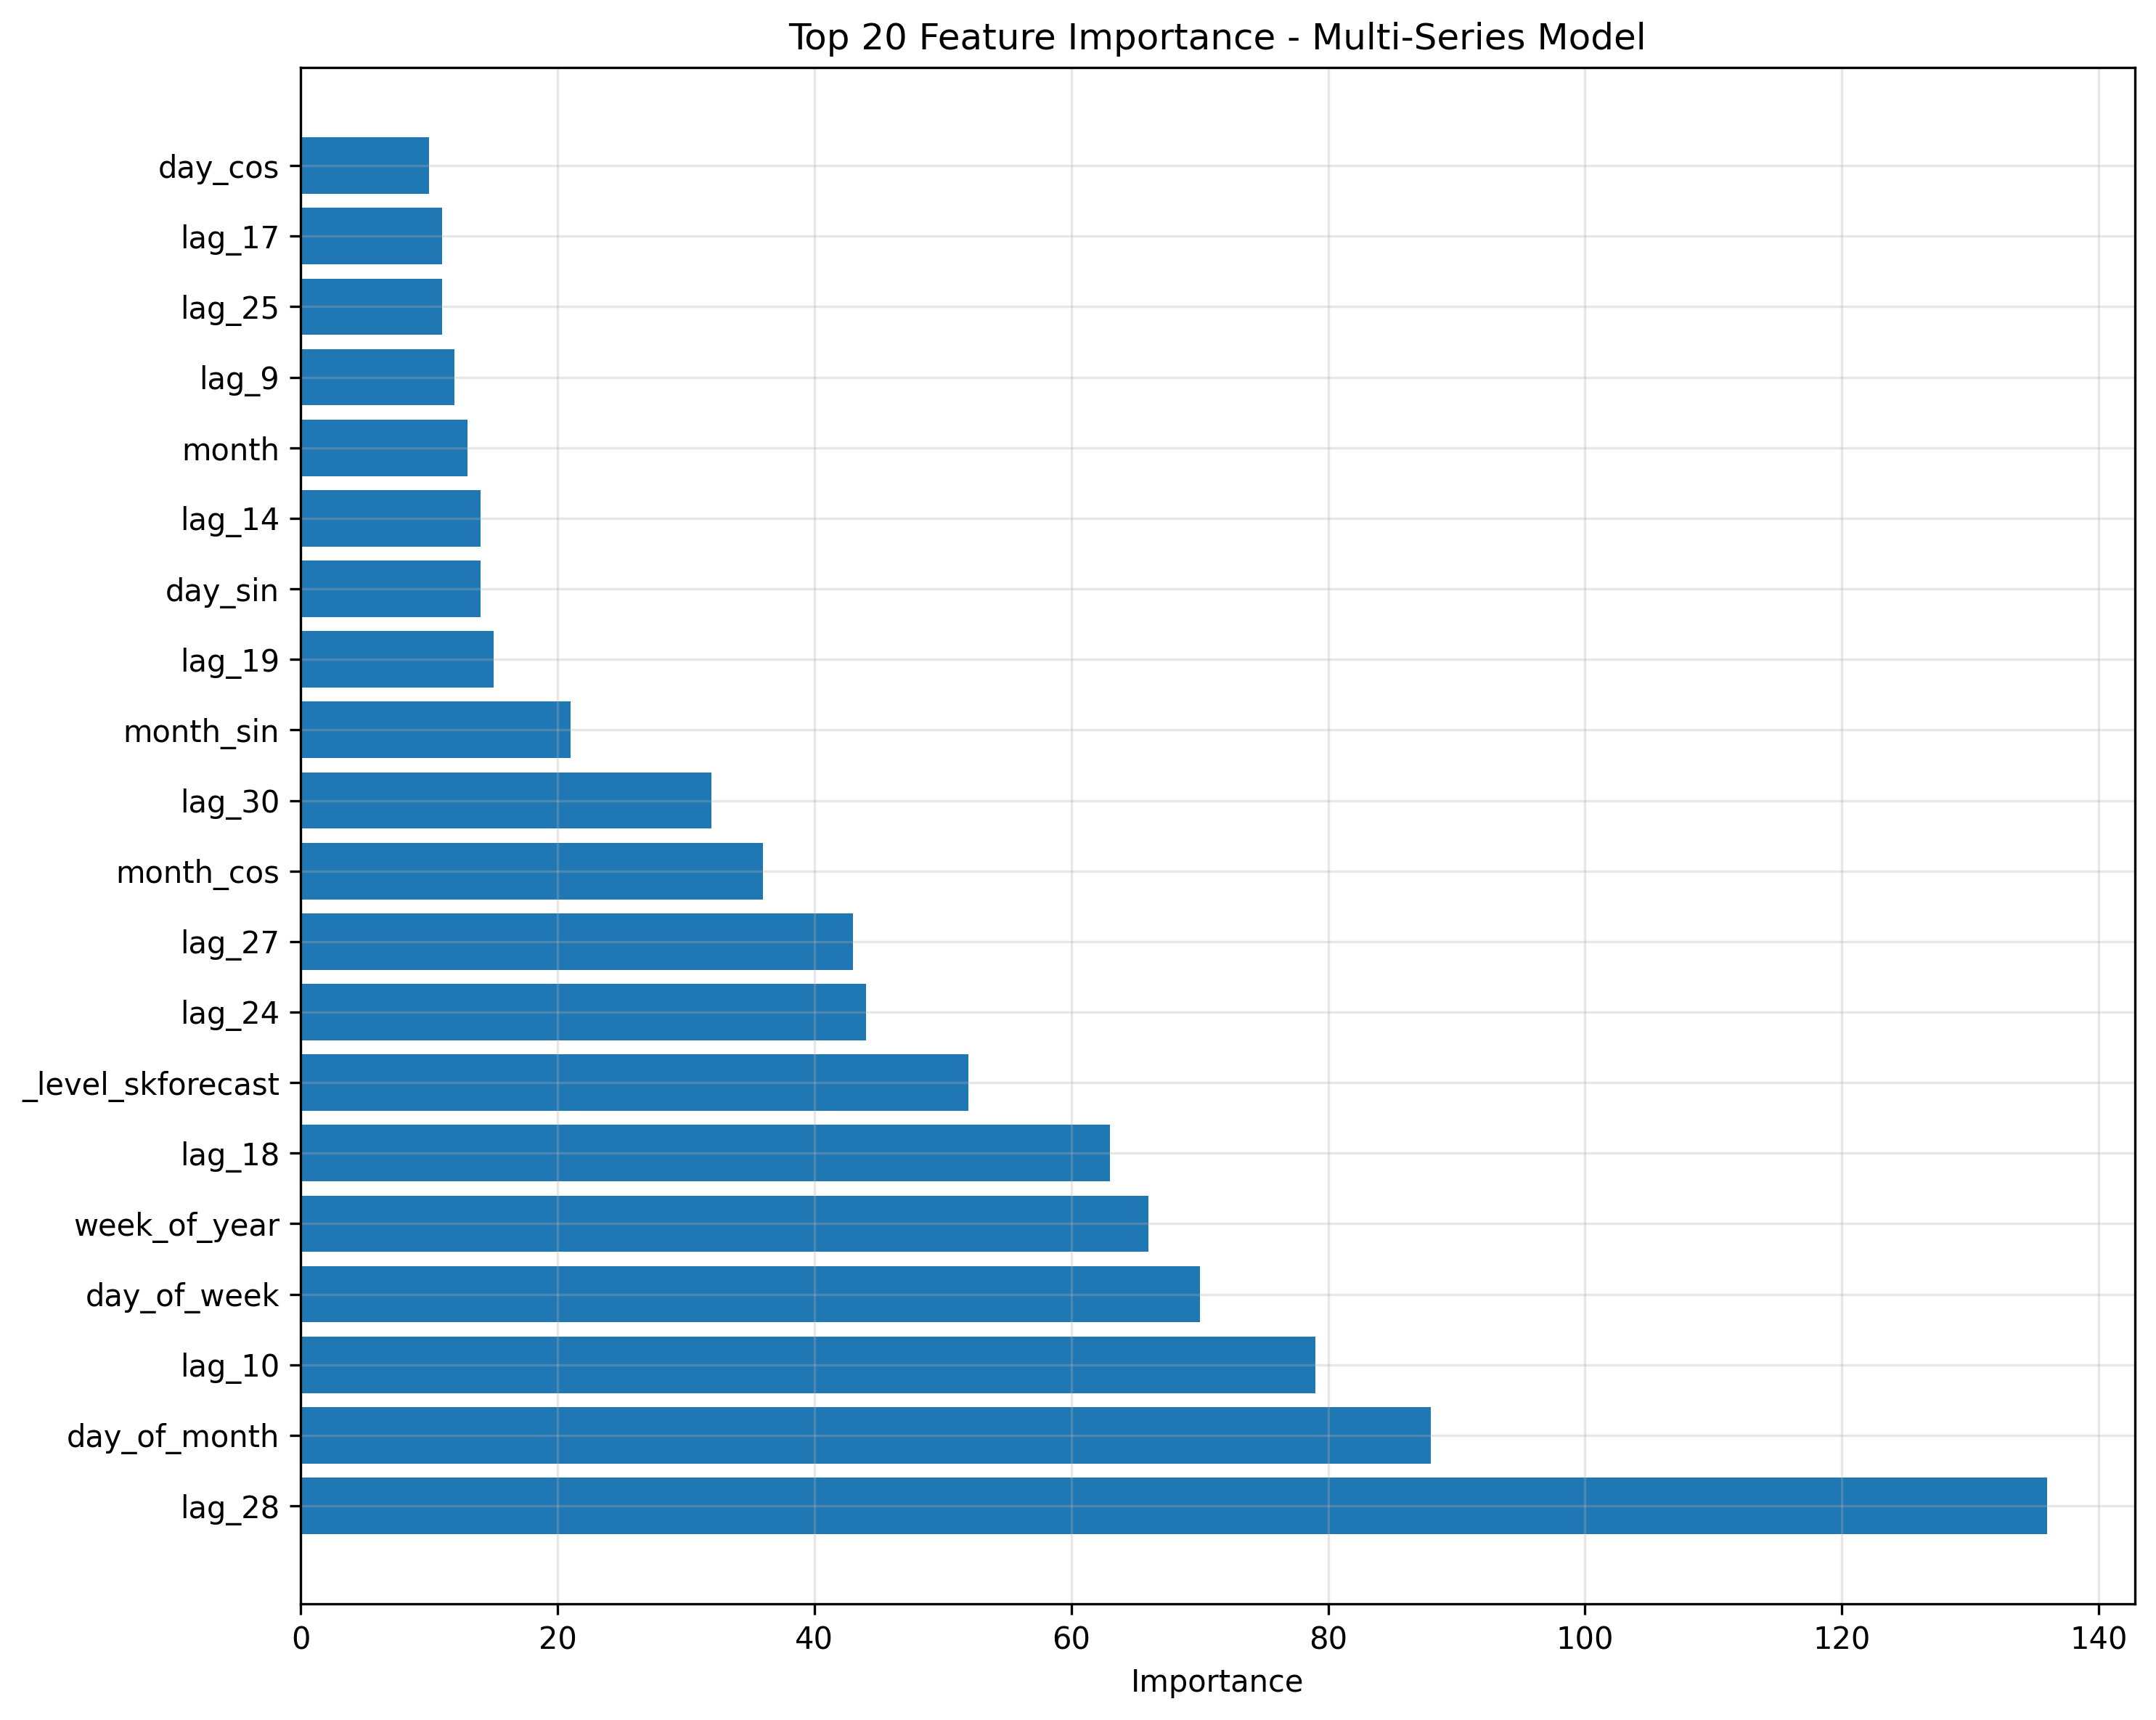 Top 20 Feature Importance - Multi-Series Model
day_cos
lag_17
lag_25
lag_9
month
lag_14
day_sin
lag_19
month_sin
lag_30
month_cos
lag_27
lag_24
_level_skforecast
lag_18
week_of_year
day_of_week
lag_10
day_of_month
lag_28
0 20 40 60 80 100 120 140
Importance